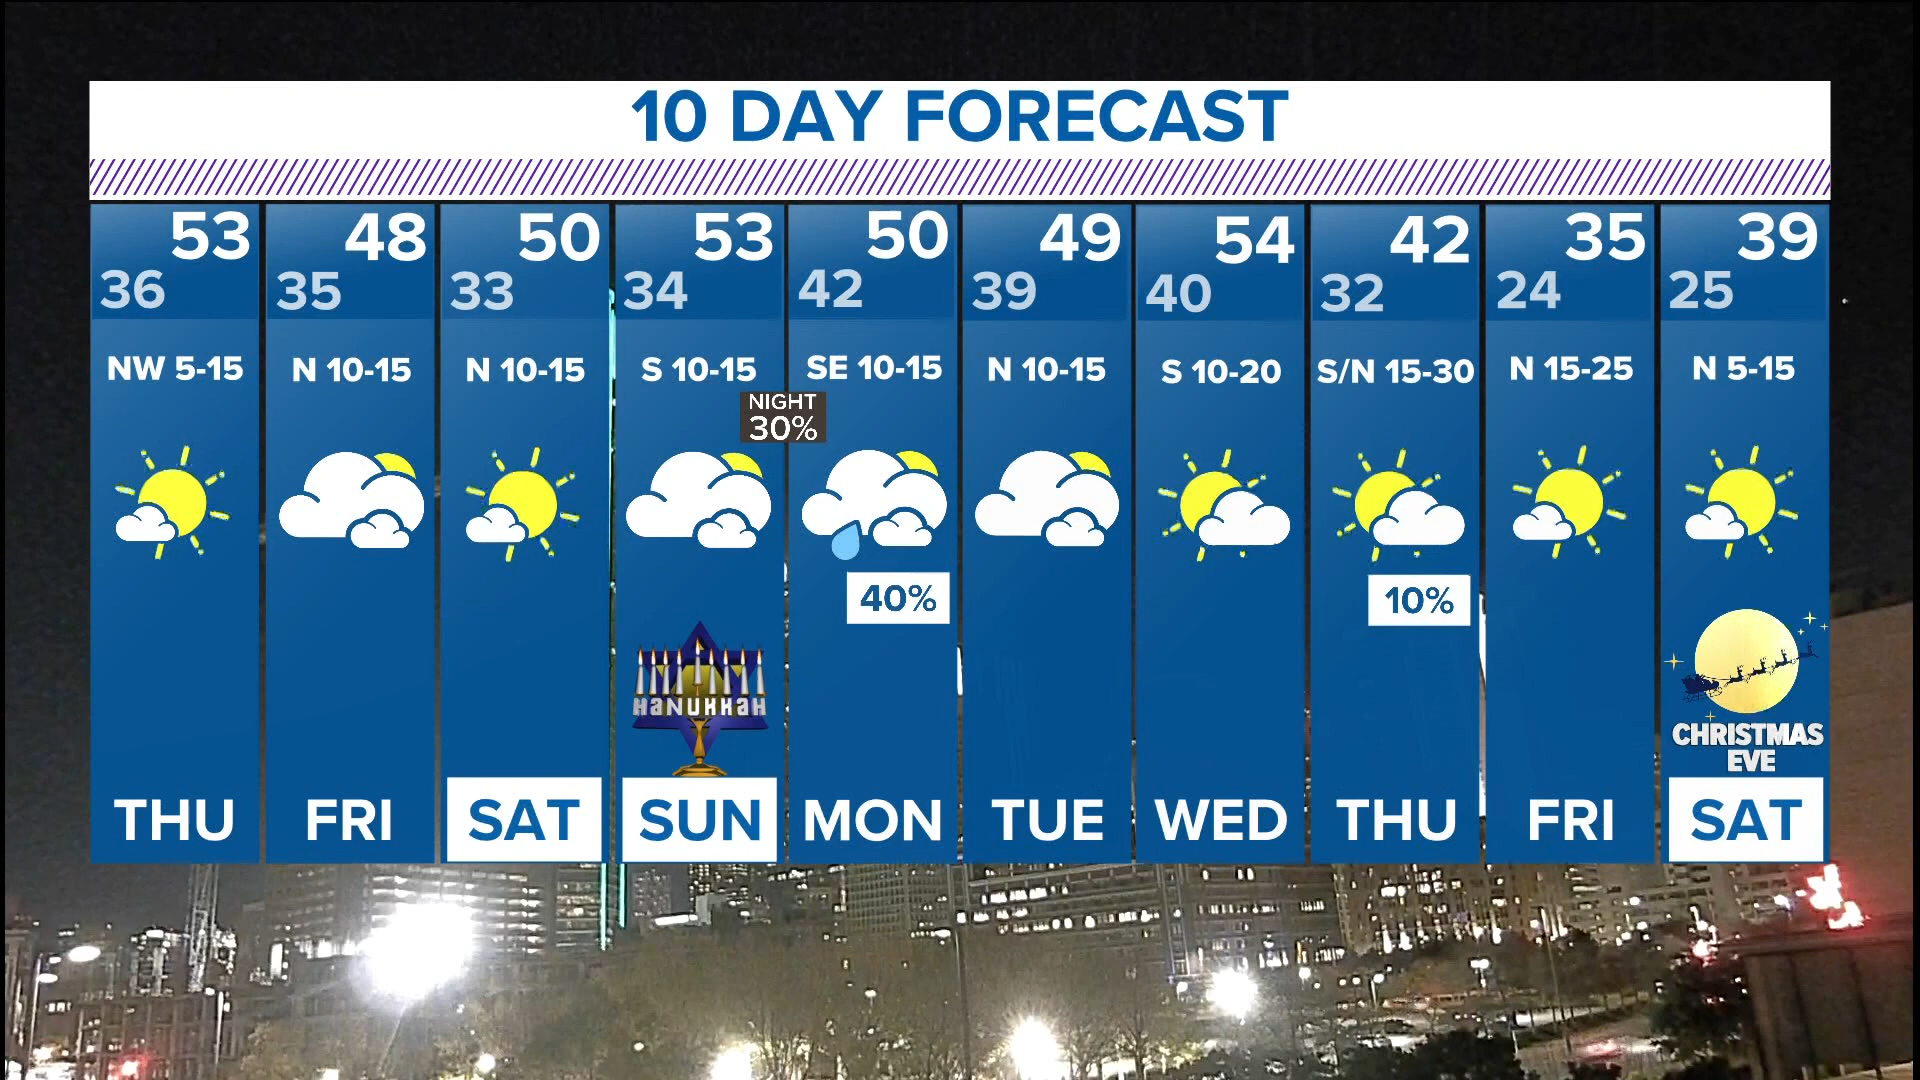 10 DAY FORECAST
53 48 50 53 50 49 54 42 35 39
36 35 33 34 42 39 40 32 24 25
NW 5-15 N 10-15 N 10-15 S 10-15 SE 10-15 N 10-15 S 10-20 S/N 15-30 N 15-25 N 5-15
NIGHT
30%
40% 10%
HANUKKAH
CHRISTMAS
EVE
THU FRI SAT SUN MON TUE WED THU FRI SAT